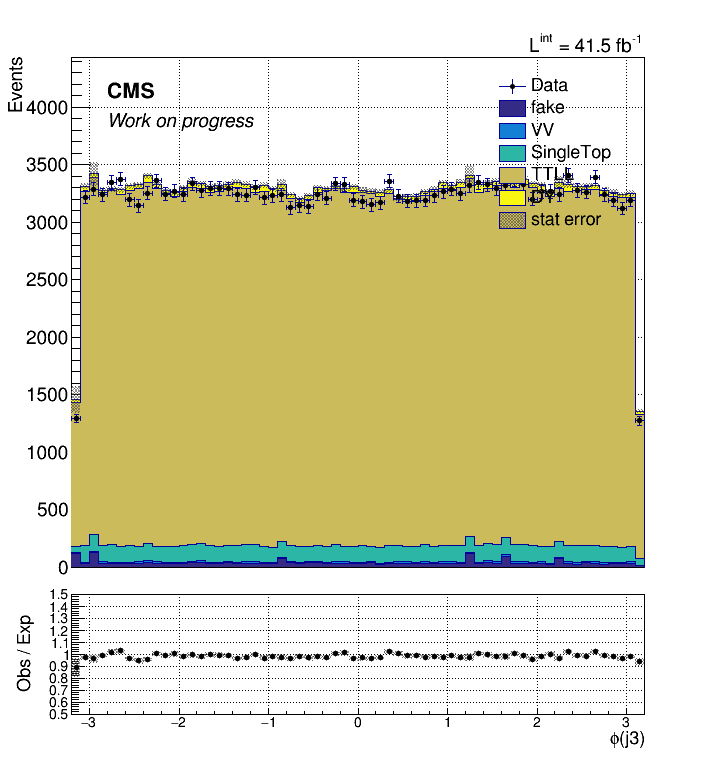 L^int = 41.5 fb^-1
Events
CMS
Work on progress
Data
fake
VV
SingleTop
stat error
4000
3500
3000
2500
2000
1500
1000
500
0
Obs / Exp
1.5
1.4
1.3
1.2
1.1
1
0.9
0.8
0.7
0.6
0.5
−3 −2 −1 0 1 2 3
ϕ(j3)